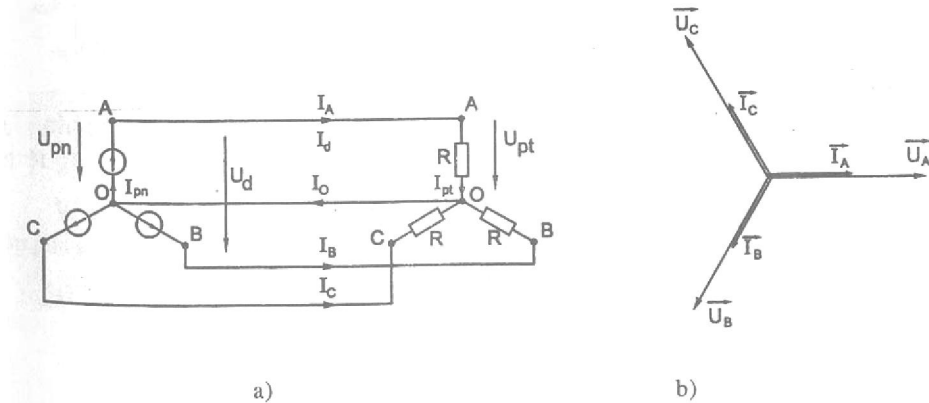 A
I_A
A
U_pn
I_d
R
U_pt
U_d
O
I_pn
I_O
I_pt
O
C
B
C
R
R
B
I_B
I_C
a)
U_C
I_C
I_A
U_A
I_B
U_B
b)